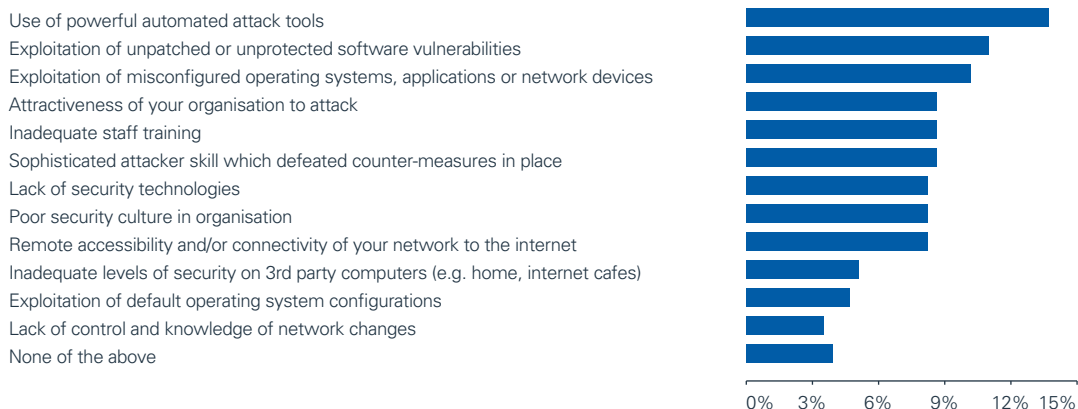 Use of powerful automated attack tools
Exploitation of unpatched or unprotected software vulnerabilities
Exploitation of misconfigured operating systems, applications or network devices
Attractiveness of your organisation to attack
Inadequate staff training
Sophisticated attacker skill which defeated counter-measures in place
Lack of security technologies
Poor security culture in organisation
Remote accessibility and/or connectivity of your network to the internet
Inadequate levels of security on 3rd party computers (e.g. home, internet cafes)
Exploitation of default operating system configurations
Lack of control and knowledge of network changes
None of the above
0% 3% 6% 9% 12% 15%